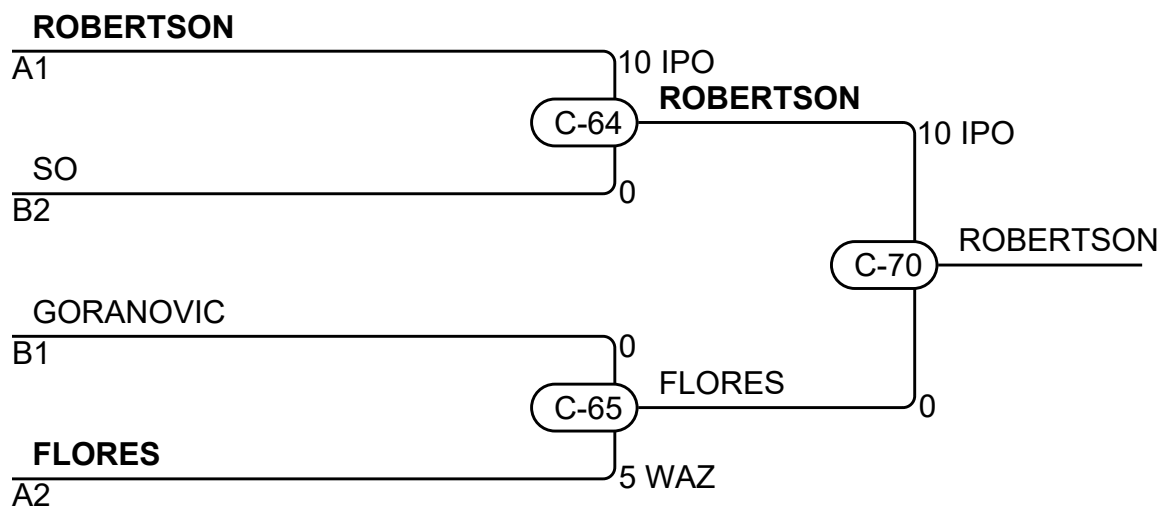 ROBERTSON
A1
10 IPO
ROBERTSON
C-64
10 IPO
SO
B2
0
ROBERTSON
C-70
GORANOVIC
B1
0
FLORES
C-65
0
FLORES
A2
5 WAZ